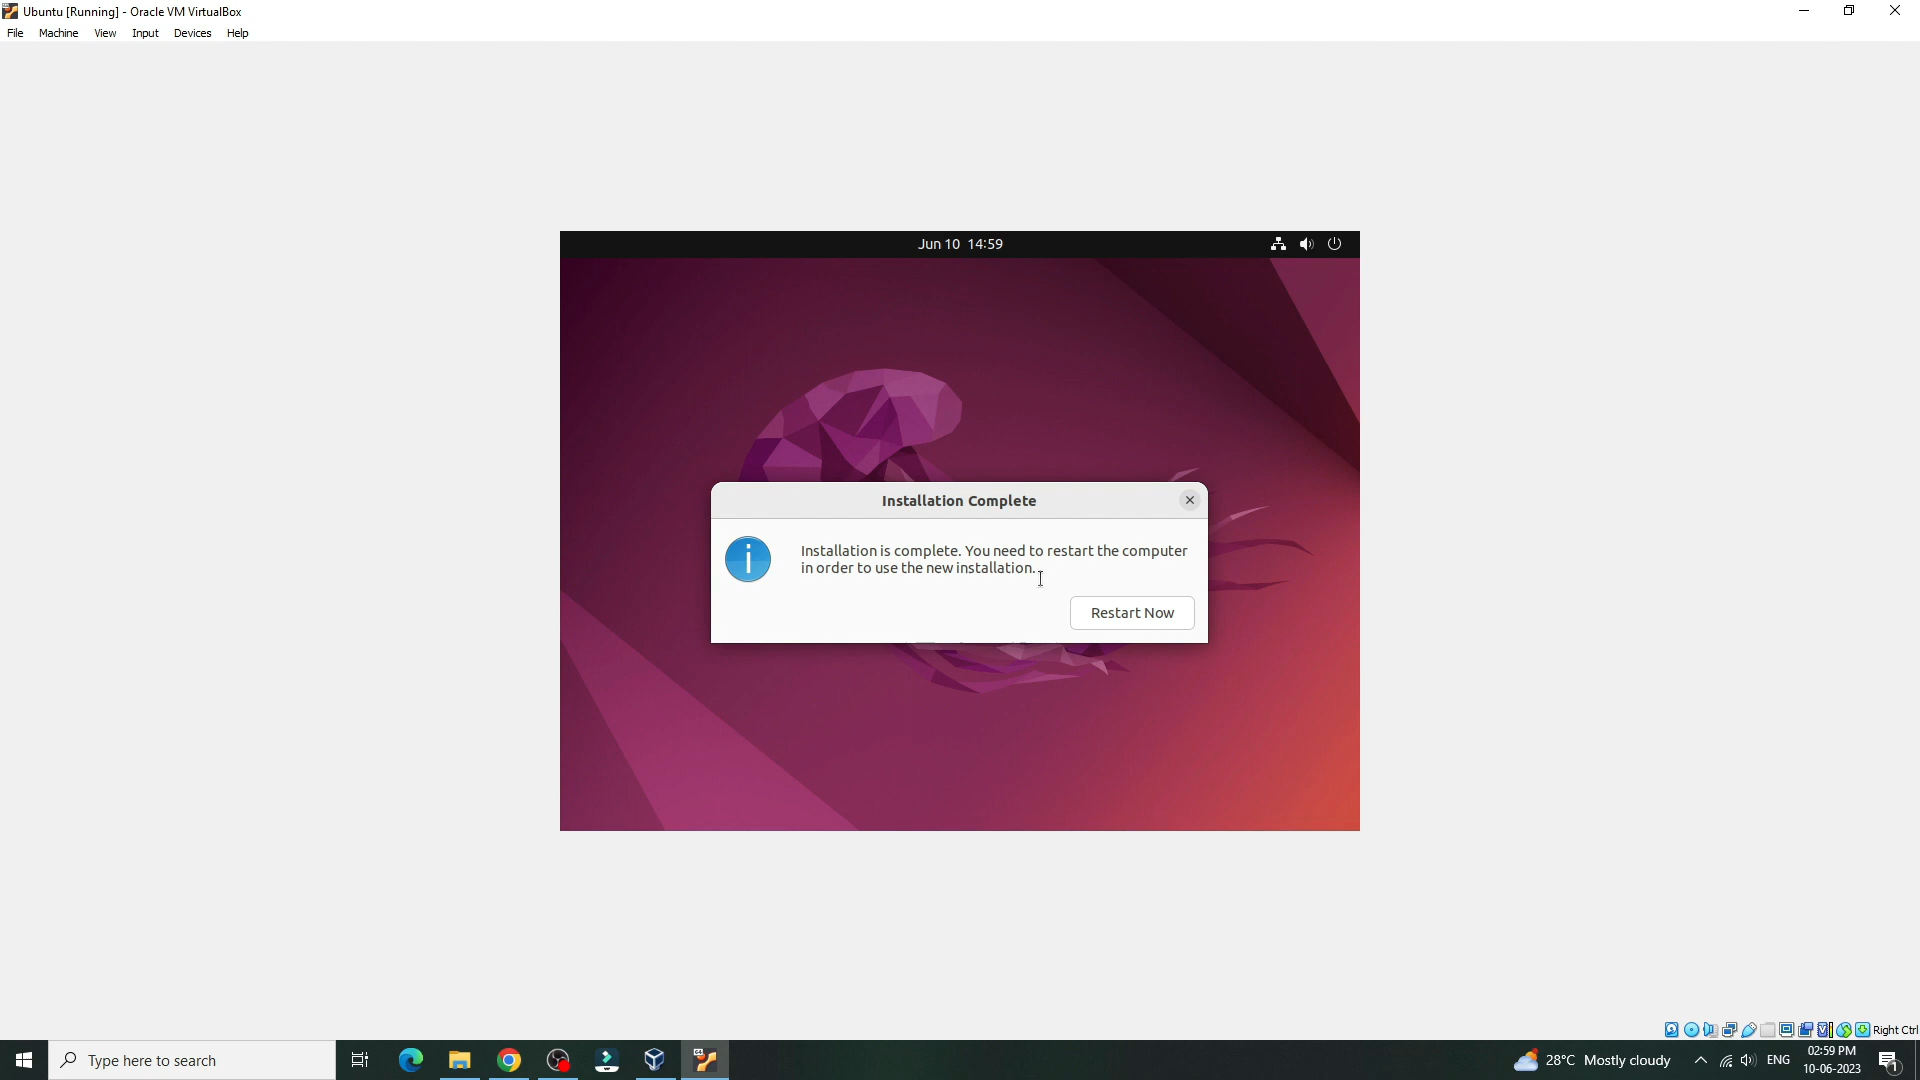 Ubuntu [Running] - Oracle VM VirtualBox
File Machine View Input Devices Help
Jun 10 14:59
Installation Complete
Installation is complete. You need to restart the computer
in order to use the new installation.
Restart Now
Right Ctrl
Type here to search
28°C Mostly cloudy
ENG
02:59 PM
10-06-2023
1